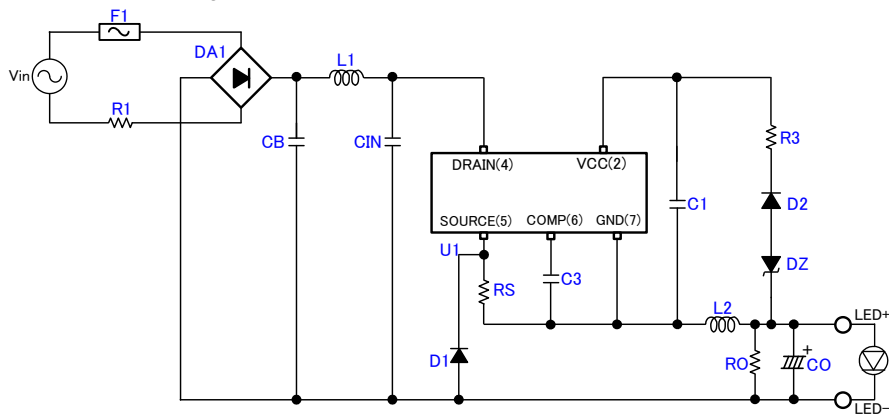 F1
DA1
L1
Vin
R1
CB
CIN
R3
DRAIN(4)
VCC(2)
C1
D2
SOURCE(5)
COMP(6)
GND(7)
U1
C3
DZ
RS
L2
LED+
D1
RO
+
CO
LED-